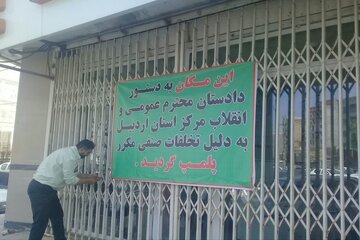 این مکان به دستور
دادستان محترم عمومی و
انقلاب مرکز استان اردبیل
به دلیل تخلفات صنفی مکرر
پلمپ گردید .